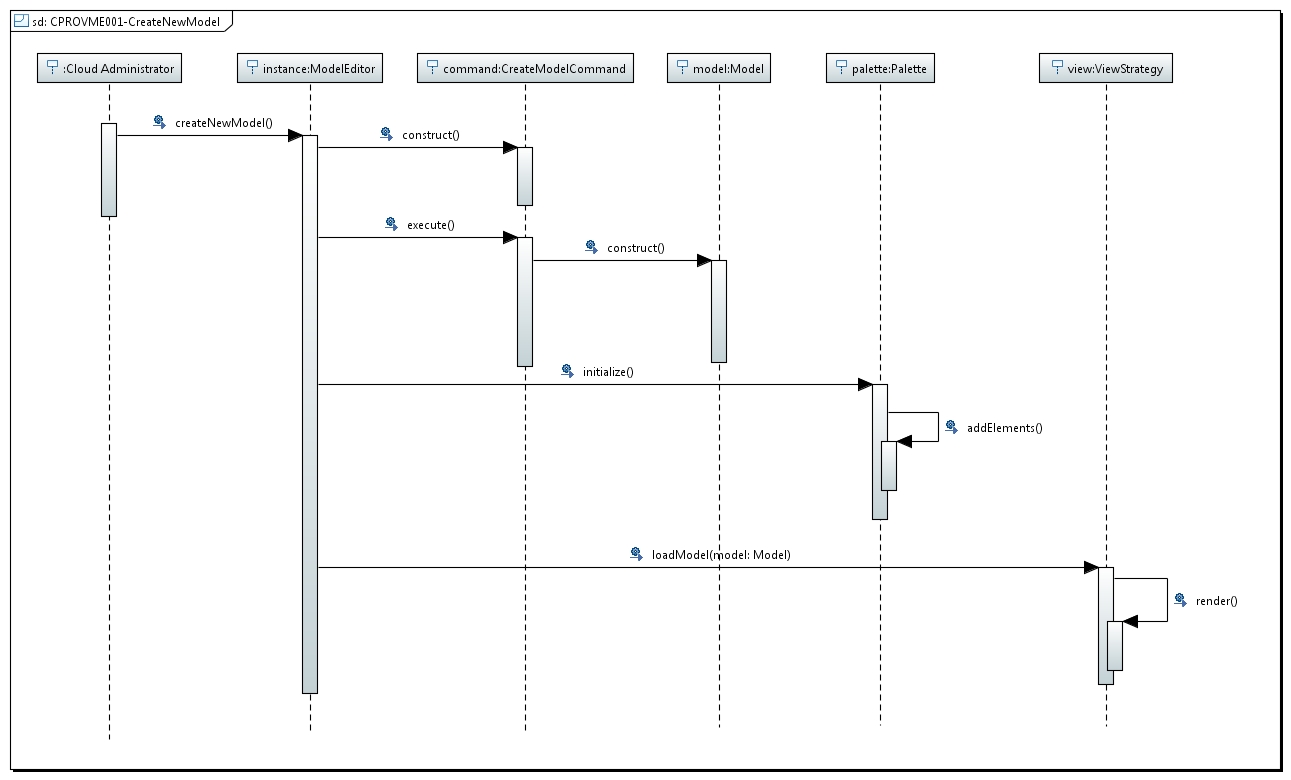 sd: CPROVME001-CreateNewModel
:Cloud Administrator
instance:ModelEditor
command:CreateModelCommand
model:Model
palette:Palette
view:ViewStrategy
createNewModel()
construct()
execute()
construct()
initialize()
addElements()
loadModel(model: Model)
render()